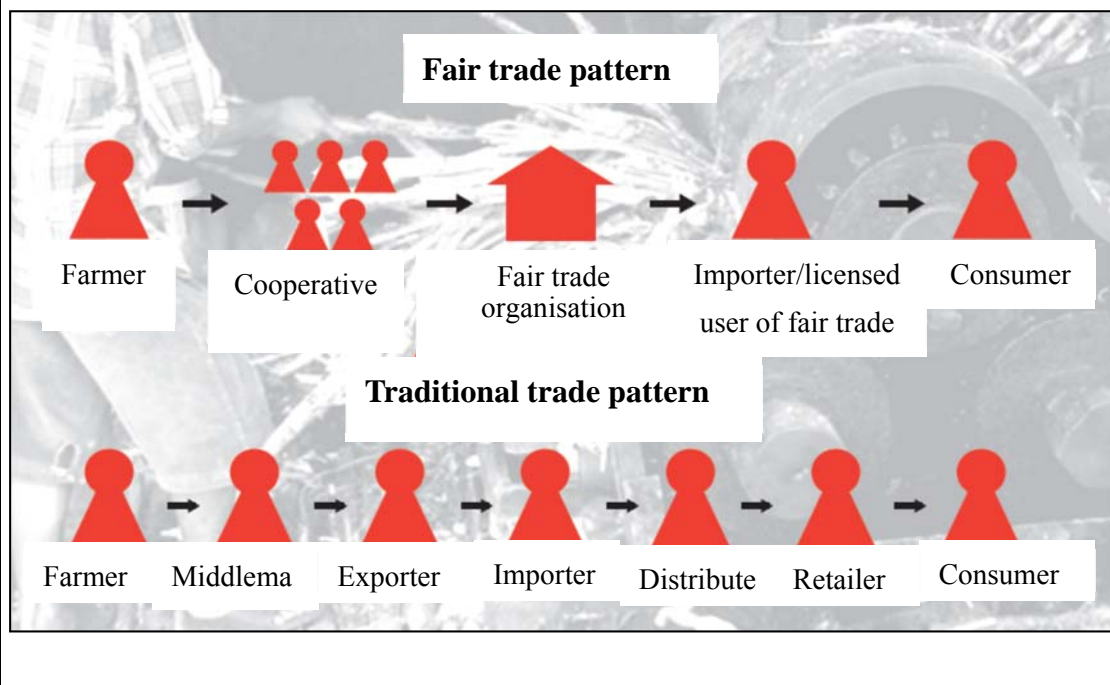 Fair trade pattern
Farmer
Cooperative
Fair trade
organisation
Importer/licensed
user of fair trade
Consumer
Traditional trade pattern
Farmer
Middlema
Exporter
Importer
Distribute
Retailer
Consumer